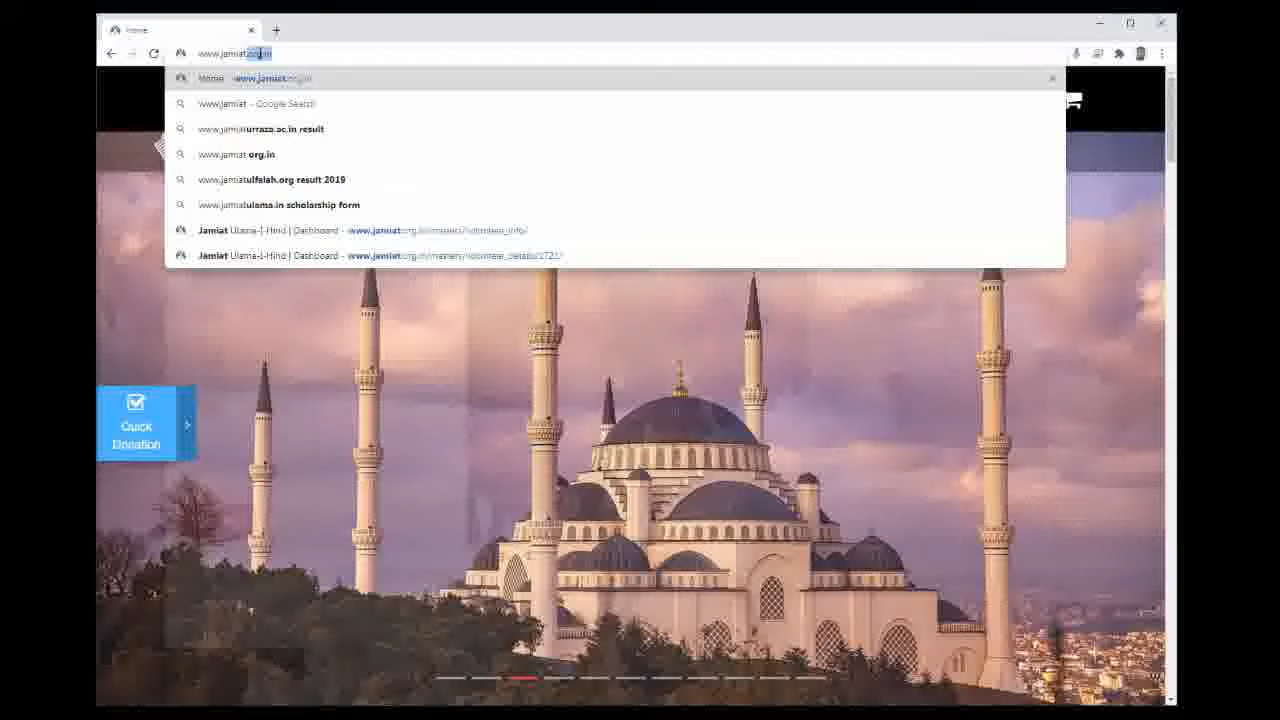 Home
www.jamiat.org.in
Home - www.jamiat.org.in
www.jamiat - Google Search
www.jamiaturraza.ac.in result
www.jamiat org.in
www.jamiatulfalah.org result 2019
www.jamiatulama.in scholarship form
Jamiat Ulama-I-Hind | Dashboard - www.jamiat.org.in/masters/volunteer_info/
Jamiat Ulama-I-Hind | Dashboard - www.jamiat.org.in/masters/volunteer_details/1721/
Quick
Donation